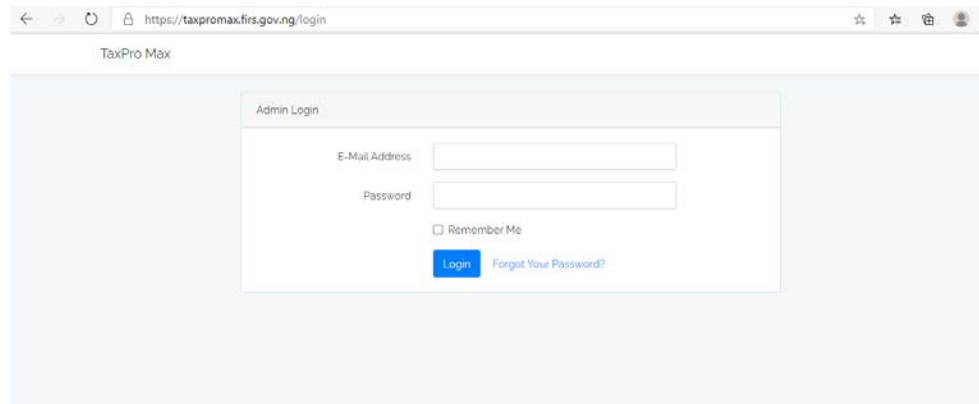 https://taxpromax.firs.gov.ng/login
TaxPro Max
Admin Login
E-Mail Address
Password
Remember Me
Login Forgot Your Password?